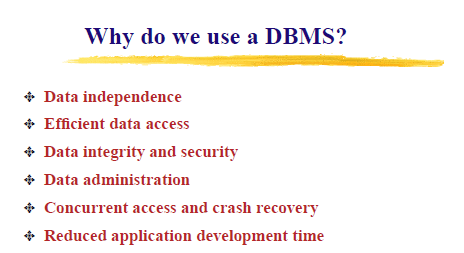 Why do we use a DBMS?
Data independence
Efficient data access
Data integrity and security
Data administration
Concurrent access and crash recovery
Reduced application development time